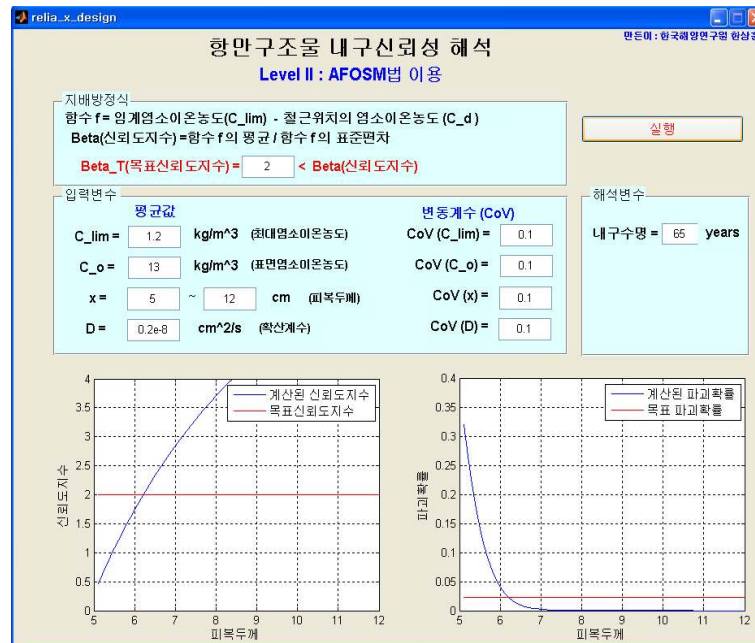 relia_x_design
항만구조물 내구신뢰성 해석
만든이 : 한국해양연구원 한상훈
Level II : AFOSM법 이용
지배방정식
함수 f = 임계염소이온농도(C_lim) - 철근위치의 염소이온농도 (C_d )
Beta(신뢰도지수) =함수 f 의 평균 / 함수 f 의 표준편차
Beta_T(목표신뢰도지수) = 2 < Beta(신뢰도지수)
실행
입력변수
평균값 변동계수 (CoV)
C_lim = 1.2 kg/m^3 (최대염소이온농도) CoV (C_lim) = 0.1
C_o = 13 kg/m^3 (표면염소이온농도) CoV (C_o) = 0.1
x = 5 ~ 12 cm (피복두께) CoV (x) = 0.1
D = 0.2e-8 cm^2/s (확산계수) CoV (D) = 0.1
해석변수
내구수명 = 65 years
계산된 신뢰도지수
목표신뢰도지수
신뢰도지수
4
3.5
3
2.5
2
1.5
1
0.5
0
5 6 7 8 9 10 11 12
피복두께
계산된 파괴확률
목표 파괴확률
파괴확률
0.4
0.35
0.3
0.25
0.2
0.15
0.1
0.05
0
5 6 7 8 9 10 11 12
피복두께